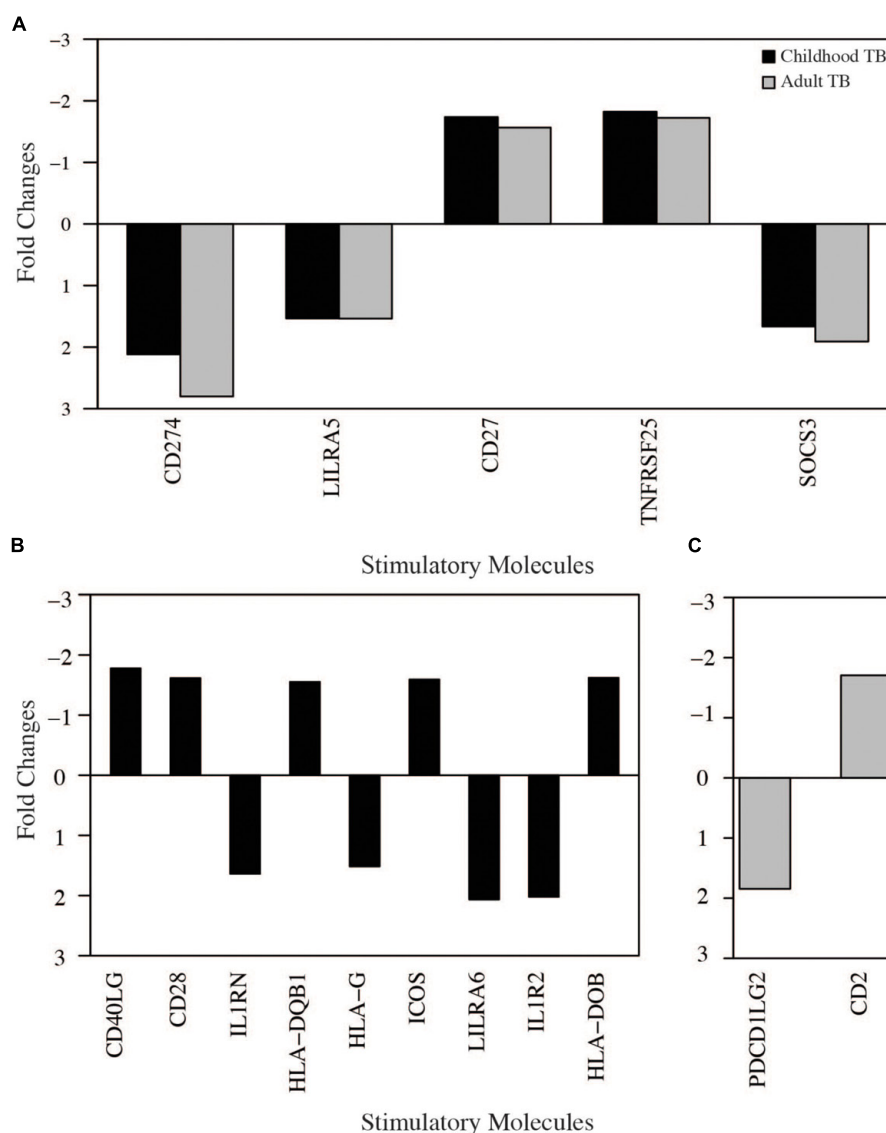 A
−3
−2
−1
0
1
2
3
Fold Changes
Childhood TB
Adult TB
CD274
LILRA5
CD27
TNFRSF25
SOCS3
Stimulatory Molecules
B
−3
−2
−1
0
1
2
3
Fold Changes
CD40LG
CD28
IL1RN
HLA−DQB1
HLA−G
ICOS
LILRA6
IL1R2
HLA−DOB
Stimulatory Molecules
C
−3
−2
−1
0
1
2
3
PDCD1LG2
CD2